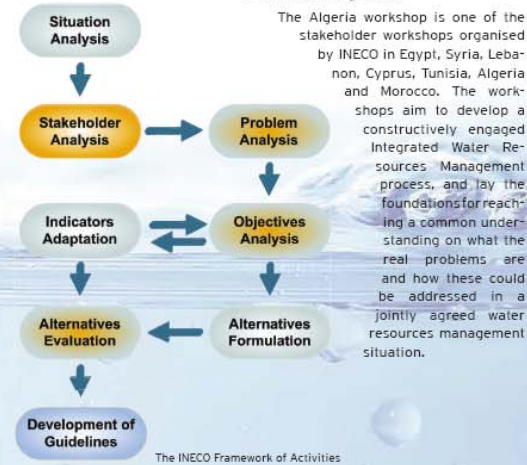 Situation
Analysis
Stakeholder
Analysis
Problem
Analysis
Indicators
Adaptation
Objectives
Analysis
Alternatives
Evaluation
Alternatives
Formulation
Development of
Guidelines
The INECO Framework of Activities
The Algeria workshop is one of the
stakeholder workshops organised
by INECO in Egypt, Syria, Leba-
non, Cyprus, Tunisia, Algeria
and Morocco. The work-
shops aim to develop a
constructively engaged
Integrated Water Re-
sources Management
process, and lay the
foundations for reach-
ing a common under-
standing on what the
real problems are
and how these could
be addressed in a
jointly agreed water
resources management
situation.